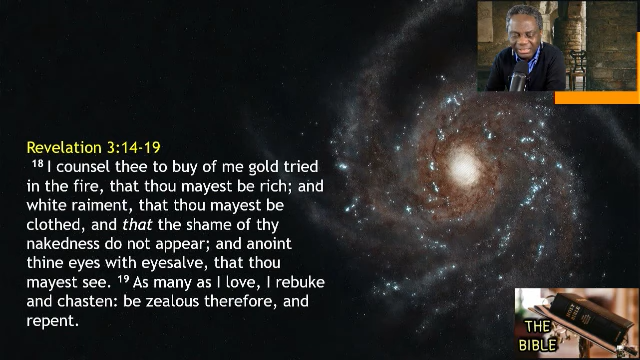 Revelation 3:14-19
18 I counsel thee to buy of me gold tried
in the fire, that thou mayest be rich; and
white raiment, that thou mayest be
clothed, and that the shame of thy
nakedness do not appear; and anoint
thine eyes with eyesalve, that thou
mayest see. 19 As many as I love, I rebuke
and chasten: be zealous therefore, and
repent.
THE
BIBLE
HOLY
BIBLE